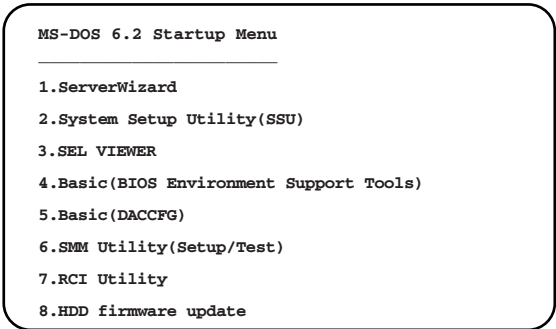 MS-DOS 6.2 Startup Menu
1.ServerWizard
2.System Setup Utility(SSU)
3.SEL VIEWER
4.Basic(BIOS Environment Support Tools)
5.Basic(DACCFG)
6.SMM Utility(Setup/Test)
7.RCI Utility
8.HDD firmware update